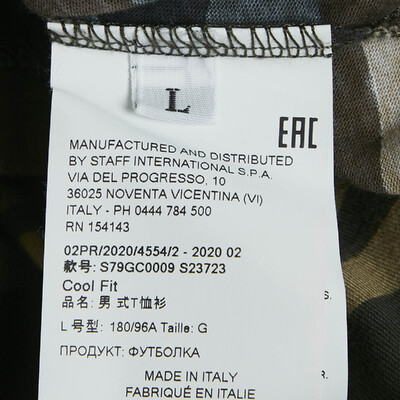 L
EAC
MANUFACTURED AND DISTRIBUTED
BY STAFF INTERNATIONAL S.P.A.
VIA DEL PROGRESSO, 10
36025 NOVENTA VICENTINA (VI)
ITALY - PH 0444 784 500
RN 154143
02PR/2020/4554/2 - 2020 02
款号: S79GC0009 S23723
Cool Fit
品名: 男 式T恤衫
L 号型: 180/96A Taille: G
ПРОДУКТ: ФУТБОЛКА
MADE IN ITALY
FABRIQUÉ EN ITALIE
S.
R.